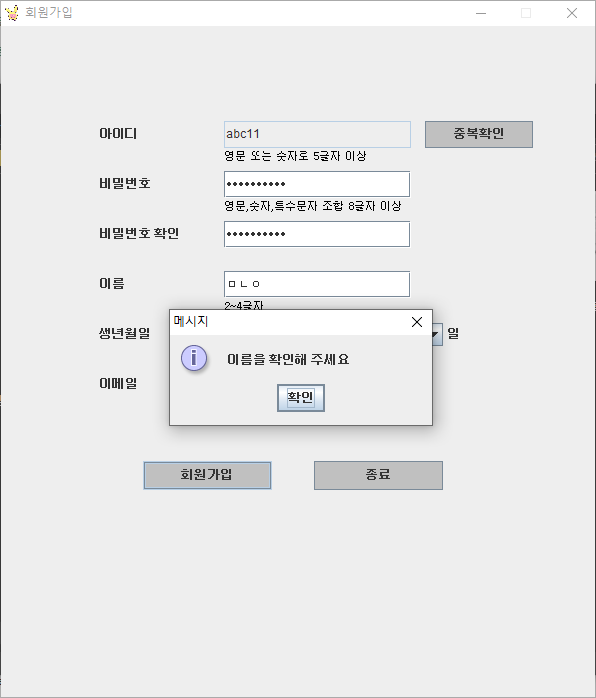 회원가입
아이디
abc11
중복확인
영문 또는 숫자로 5글자 이상
비밀번호
••••••••••
영문,숫자,특수문자 조합 8글자 이상
비밀번호 확인
••••••••••
이름
ㅁㄴㅇ
2~4글자
메시지
생년월일
일
이름을 확인해 주세요
이메일
확인
회원가입
종료